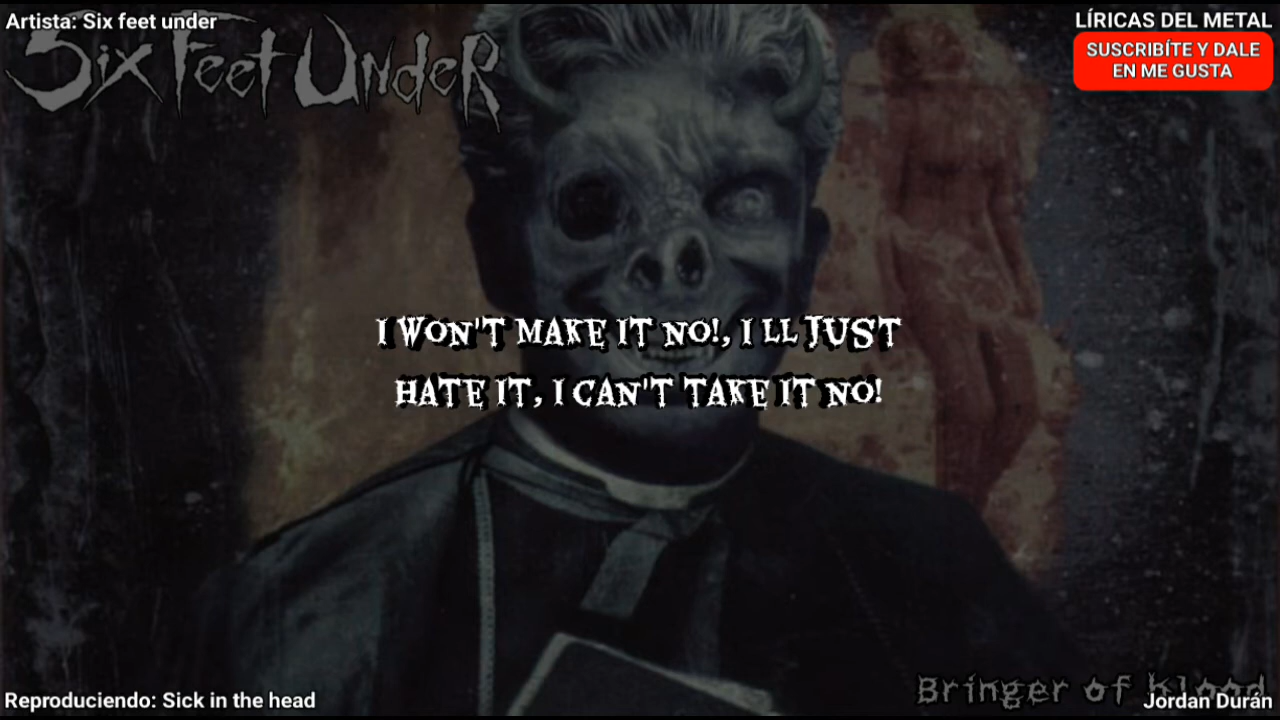 Artista: Six feet under
LÍRICAS DEL METAL
SUSCRIBÍTE Y DALE
EN ME GUSTA
Six Feet Under
I WON'T MAKE IT NO!, I LL JUST
HATE IT, I CAN'T TAKE IT NO!
Bringer of blood
Reproduciendo: Sick in the head
Jordan Durán